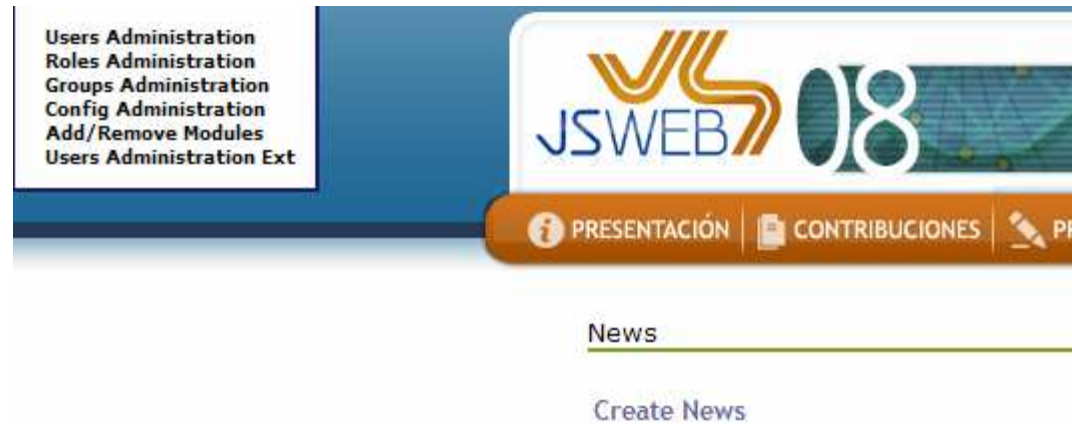 Users Administration
Roles Administration
Groups Administration
Config Administration
Add/Remove Modules
Users Administration Ext
JSWEB 08
PRESENTACIÓN CONTRIBUCIONES
News
Create News